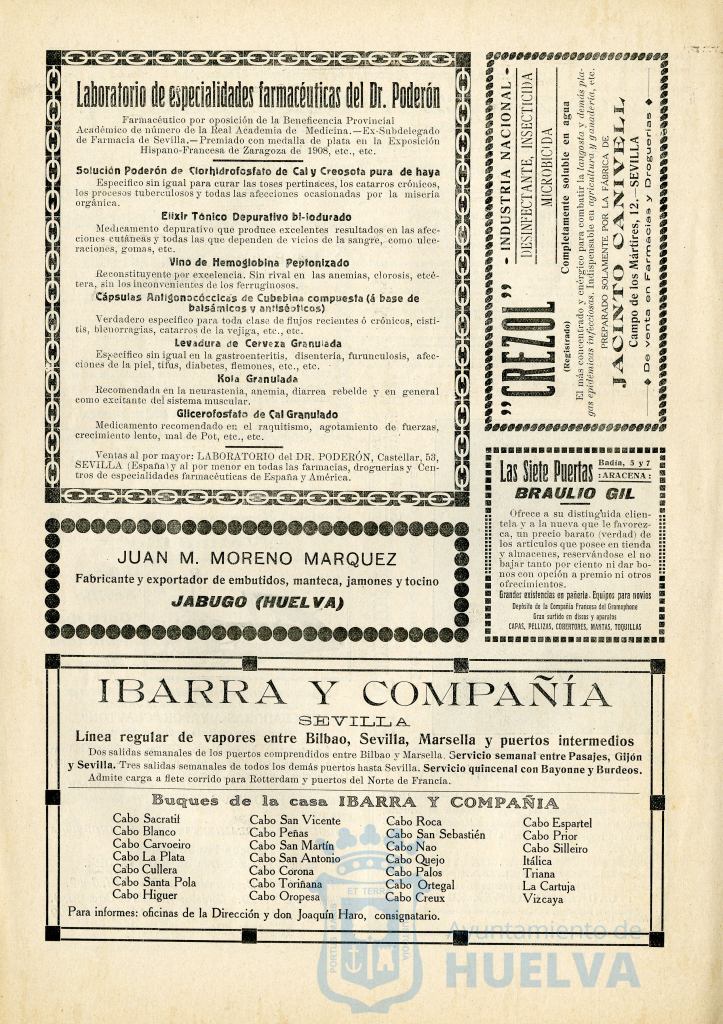 Laboratorio de especialidades farmacéuticas del Dr. Poderón
Farmacéutico por oposición de la Beneficencia Provincial
Académico de número de la Real Academia de Medicina.—Ex-Subdelegado
de Farmacia de Sevilla.—Premiado con medalla de plata en la Exposición
Hispano-Francesa de Zaragoza de 1908, etc., etc.
Solución Poderón de Clorhidrofosfato de Cal y Creosota pura de haya
Específico sin igual para curar las toses pertinaces, los catarros crónicos,
los procesos tuberculosos y todas las afecciones ocasionadas por la miseria
orgánica.
Elixir Tónico Depurativo bi-iodurado
Medicamento depurativo que produce excelentes resultados en las afec-
ciones cutáneas y todas las que dependen de vicios de la sangre, como ulce-
raciones, gomas, etc.
Vino de Hemoglobina Peptonizado
Reconstituyente por excelencia. Sin rival en las anemias, clorosis, etcé-
tera, sin los inconvenientes de los ferruginosos.
Cápsulas Antigonocóccicas de Cubebina compuesta (á base de
balsámicos y antisépticos)
Verdadero específico para toda clase de flujos recientes ó crónicos, cisti-
tis, blenorragias, catarros de la vejiga, etc., etc.
Levadura de Cerveza Granulada
Específico sin igual en la gastroenteritis, disentería, furunculosis, afec-
ciones de la piel, tifus, diabetes, flemones, etc., etc.
Kola Granulada
Recomendada en la neurastenia, anemia, diarrea rebelde y en general
como excitante del sistema muscular.
Glicerofosfato de Cal Granulado
Medicamento recomendado en el raquitismo, agotamiento de fuerzas,
crecimiento lento, mal de Pot, etc., etc.
Ventas al por mayor: LABORATORIO del DR. PODERÓN, Castellar, 53,
SEVILLA (España) y al por menor en todas las farmacias, droguerías y Cen-
tros de especialidades farmacéuticas de España y América.
„CREZOL”
(Registrado)
- INDUSTRIA NACIONAL -
DESINFECTANTE, INSECTICIDA
MICROBICIDA
Completamente soluble en agua
El más concentrado y enérgico para combatir la langosta y demás pla-
gas epidémicas infecciosas. Indispensable en agricultura y ganadería, etc.
PREPARADO SOLAMENTE POR LA FÁBRICA DE
JACINTO CANIVELL
Campo de los Mártires, 12.—SEVILLA
◆ De venta en Farmacias y Droguerías ◆
Las Siete Puertas
Badía, 5 y 7
: ARACENA :
BRAULIO GIL
Ofrece a su distinguida clien-
tela y a la nueva que le favorez-
ca, un precio barato (verdad) de
los artículos que posee en tienda
y almacenes, reservándose el no
bajar tanto por ciento ni dar bo-
nos con opción a premio ni otros
ofrecimientos.
Grandes existencias en pañería. Equipos para novios
Depósito de la Compañía Francesa del Gramophone
Gran surtido en discos y aparatos
CAPAS, PELLIZAS, COBERTORES, MANTAS, TOQUILLAS
JUAN M. MORENO MARQUEZ
Fabricante y exportador de embutidos, manteca, jamones y tocino
JABUGO (HUELVA)
IBARRA Y COMPAÑÍA
SEVILLA
Línea regular de vapores entre Bilbao, Sevilla, Marsella y puertos intermedios
Dos salidas semanales de los puertos comprendidos entre Bilbao y Marsella. Servicio semanal entre Pasajes, Gijón
y Sevilla. Tres salidas semanales de todos los demás puertos hasta Sevilla. Servicio quincenal con Bayonne y Burdeos.
Admite carga a flete corrido para Rotterdam y puertos del Norte de Francia.
Buques de la casa IBARRA Y COMPAÑIA
Cabo Sacratif
Cabo Blanco
Cabo Carvoeiro
Cabo La Plata
Cabo Cullera
Cabo Santa Pola
Cabo Higuer
Cabo San Vicente
Cabo Peñas
Cabo San Martín
Cabo San Antonio
Cabo Corona
Cabo Toriñana
Cabo Oropesa
Cabo Roca
Cabo San Sebastián
Cabo Nao
Cabo Quejo
Cabo Palos
Cabo Ortegal
Cabo Creux
Cabo Espartel
Cabo Prior
Cabo Silleiro
Itálica
Triana
La Cartuja
Vizcaya
Para informes: oficinas de la Dirección y don Joaquín Haro, consignatario.
Ayuntamiento de
HUELVA